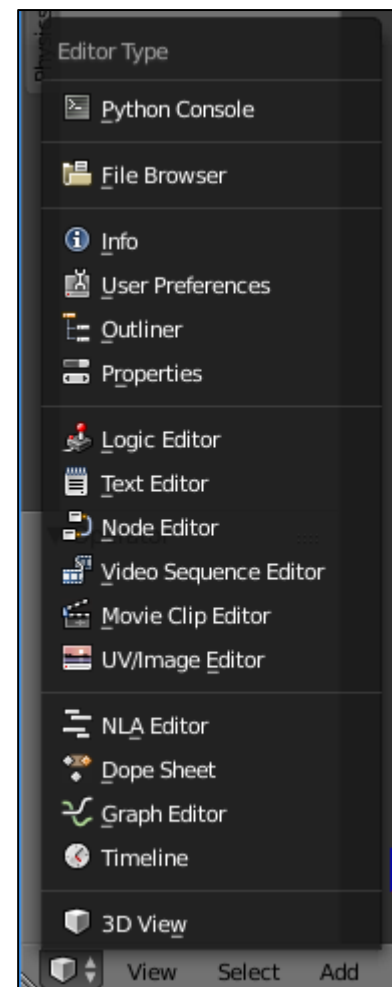 Physics
Editor Type
Python Console
File Browser
Info
User Preferences
Outliner
Properties
Logic Editor
Text Editor
Node Editor
Video Sequence Editor
Movie Clip Editor
UV/Image Editor
NLA Editor
Dope Sheet
Graph Editor
Timeline
3D View
View Select Add